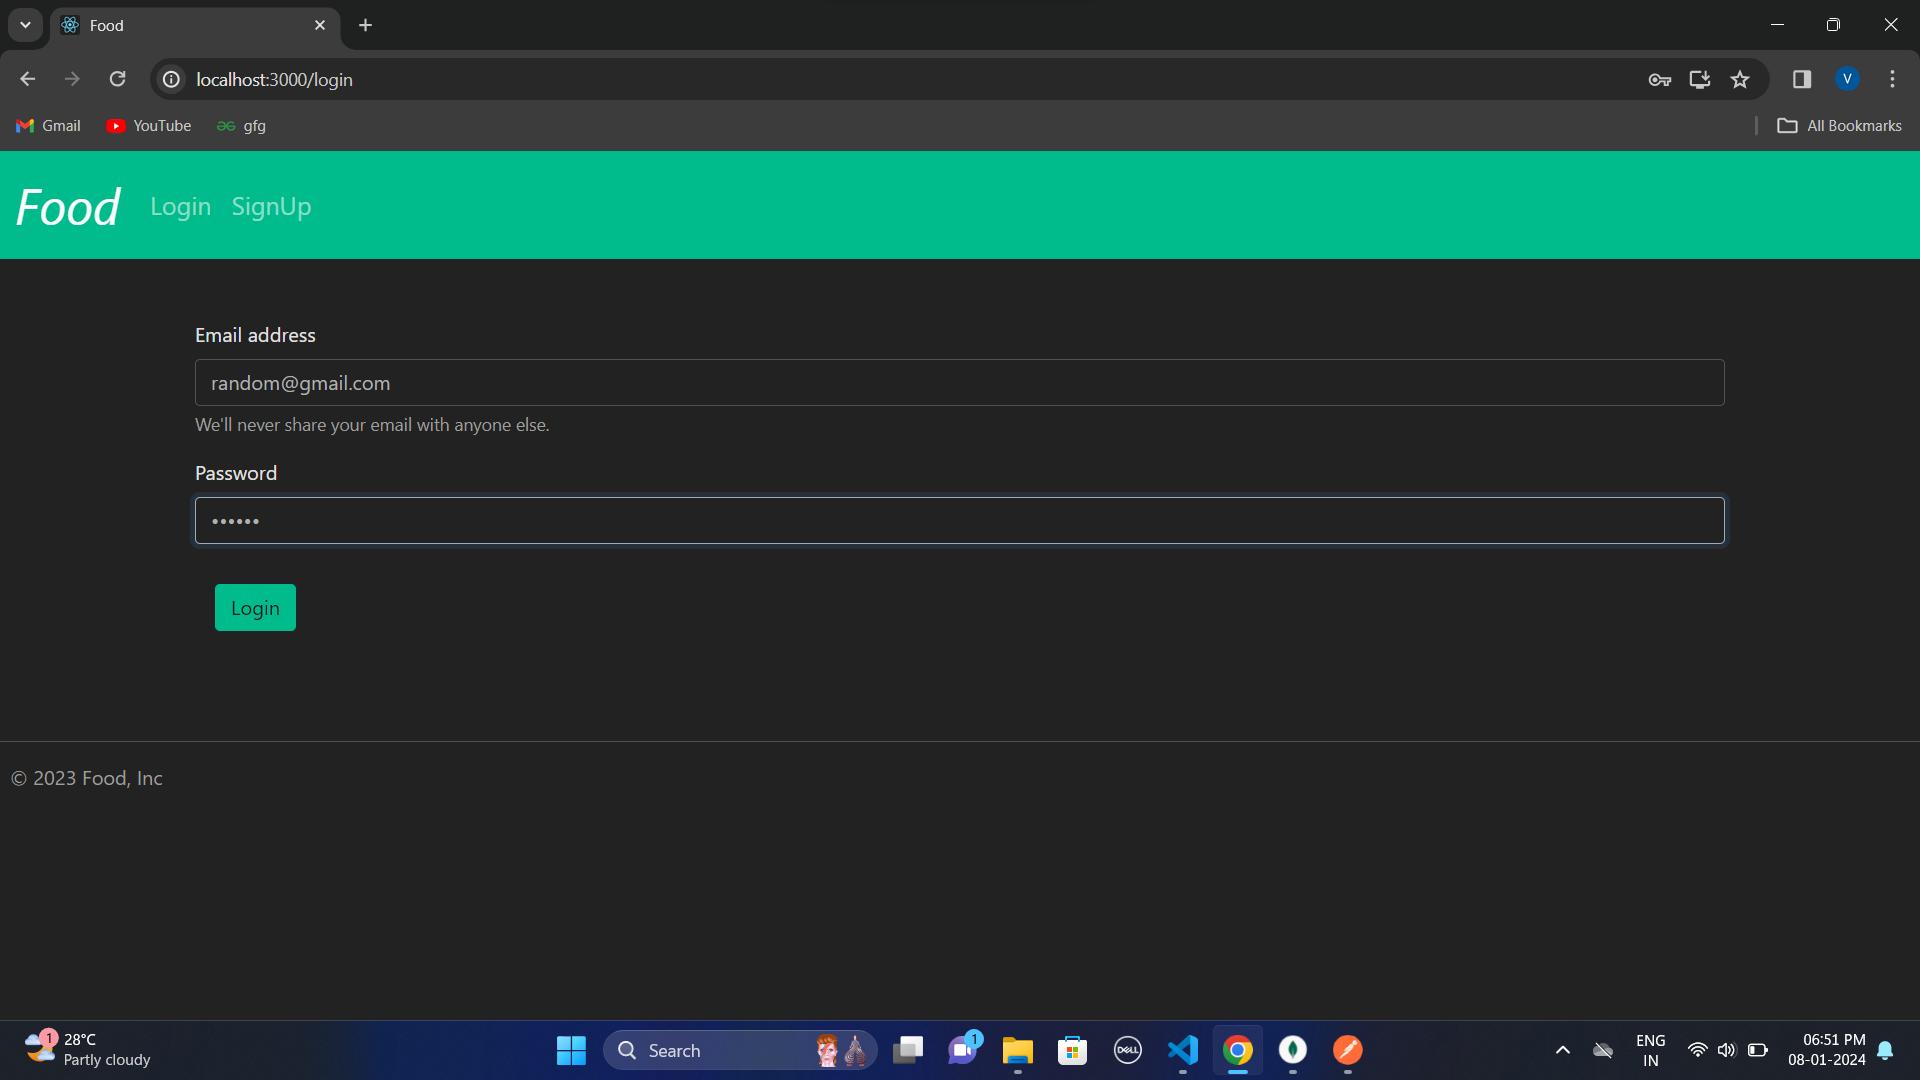 Food
localhost:3000/login
V
Gmail
YouTube
gfg
All Bookmarks
Food
Login
SignUp
Email address
random@gmail.com
We'll never share your email with anyone else.
Password
••••••
Login
© 2023 Food, Inc
1
28°C
Partly cloudy
Search
1
DELL
ENG
IN
06:51 PM
08-01-2024